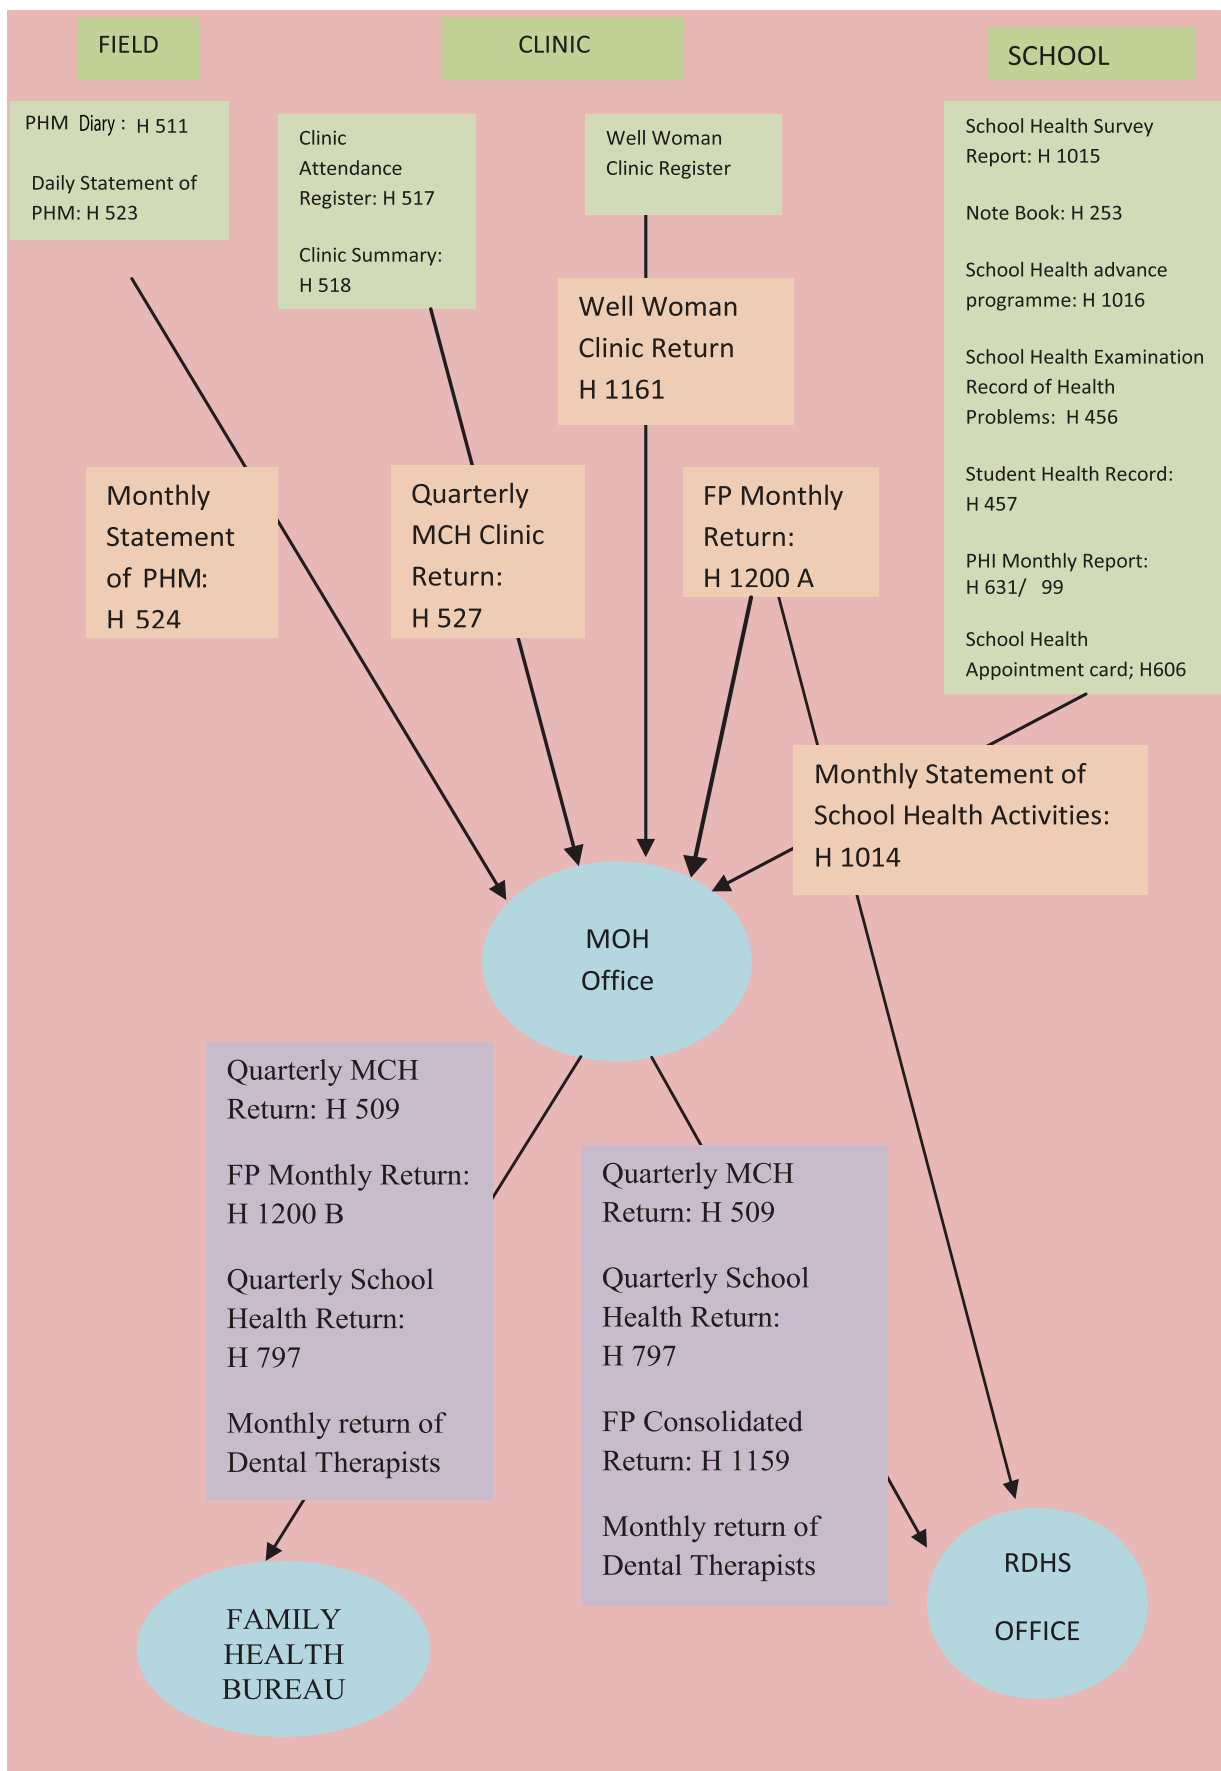 FIELD
CLINIC
SCHOOL
PHM Diary : H 511
Daily Statement of
PHM: H 523
Clinic
Attendance
Register: H 517
Clinic Summary:
H 518
Well Woman
Clinic Register
School Health Survey
Report: H 1015
Note Book: H 253
School Health advance
programme: H 1016
School Health Examination
Record of Health
Problems: H 456
Student Health Record:
H 457
PHI Monthly Report:
H 631/ 99
School Health
Appointment card; H606
Well Woman
Clinic Return
H 1161
Monthly
Statement
of PHM:
H 524
Quarterly
MCH Clinic
Return:
H 527
FP Monthly
Return:
H 1200 A
Monthly Statement of
School Health Activities:
H 1014
MOH
Office
Quarterly MCH
Return: H 509
FP Monthly Return:
H 1200 B
Quarterly School
Health Return:
H 797
Monthly return of
Dental Therapists
Quarterly MCH
Return: H 509
Quarterly School
Health Return:
H 797
FP Consolidated
Return: H 1159
Monthly return of
Dental Therapists
FAMILY
HEALTH
BUREAU
RDHS
OFFICE